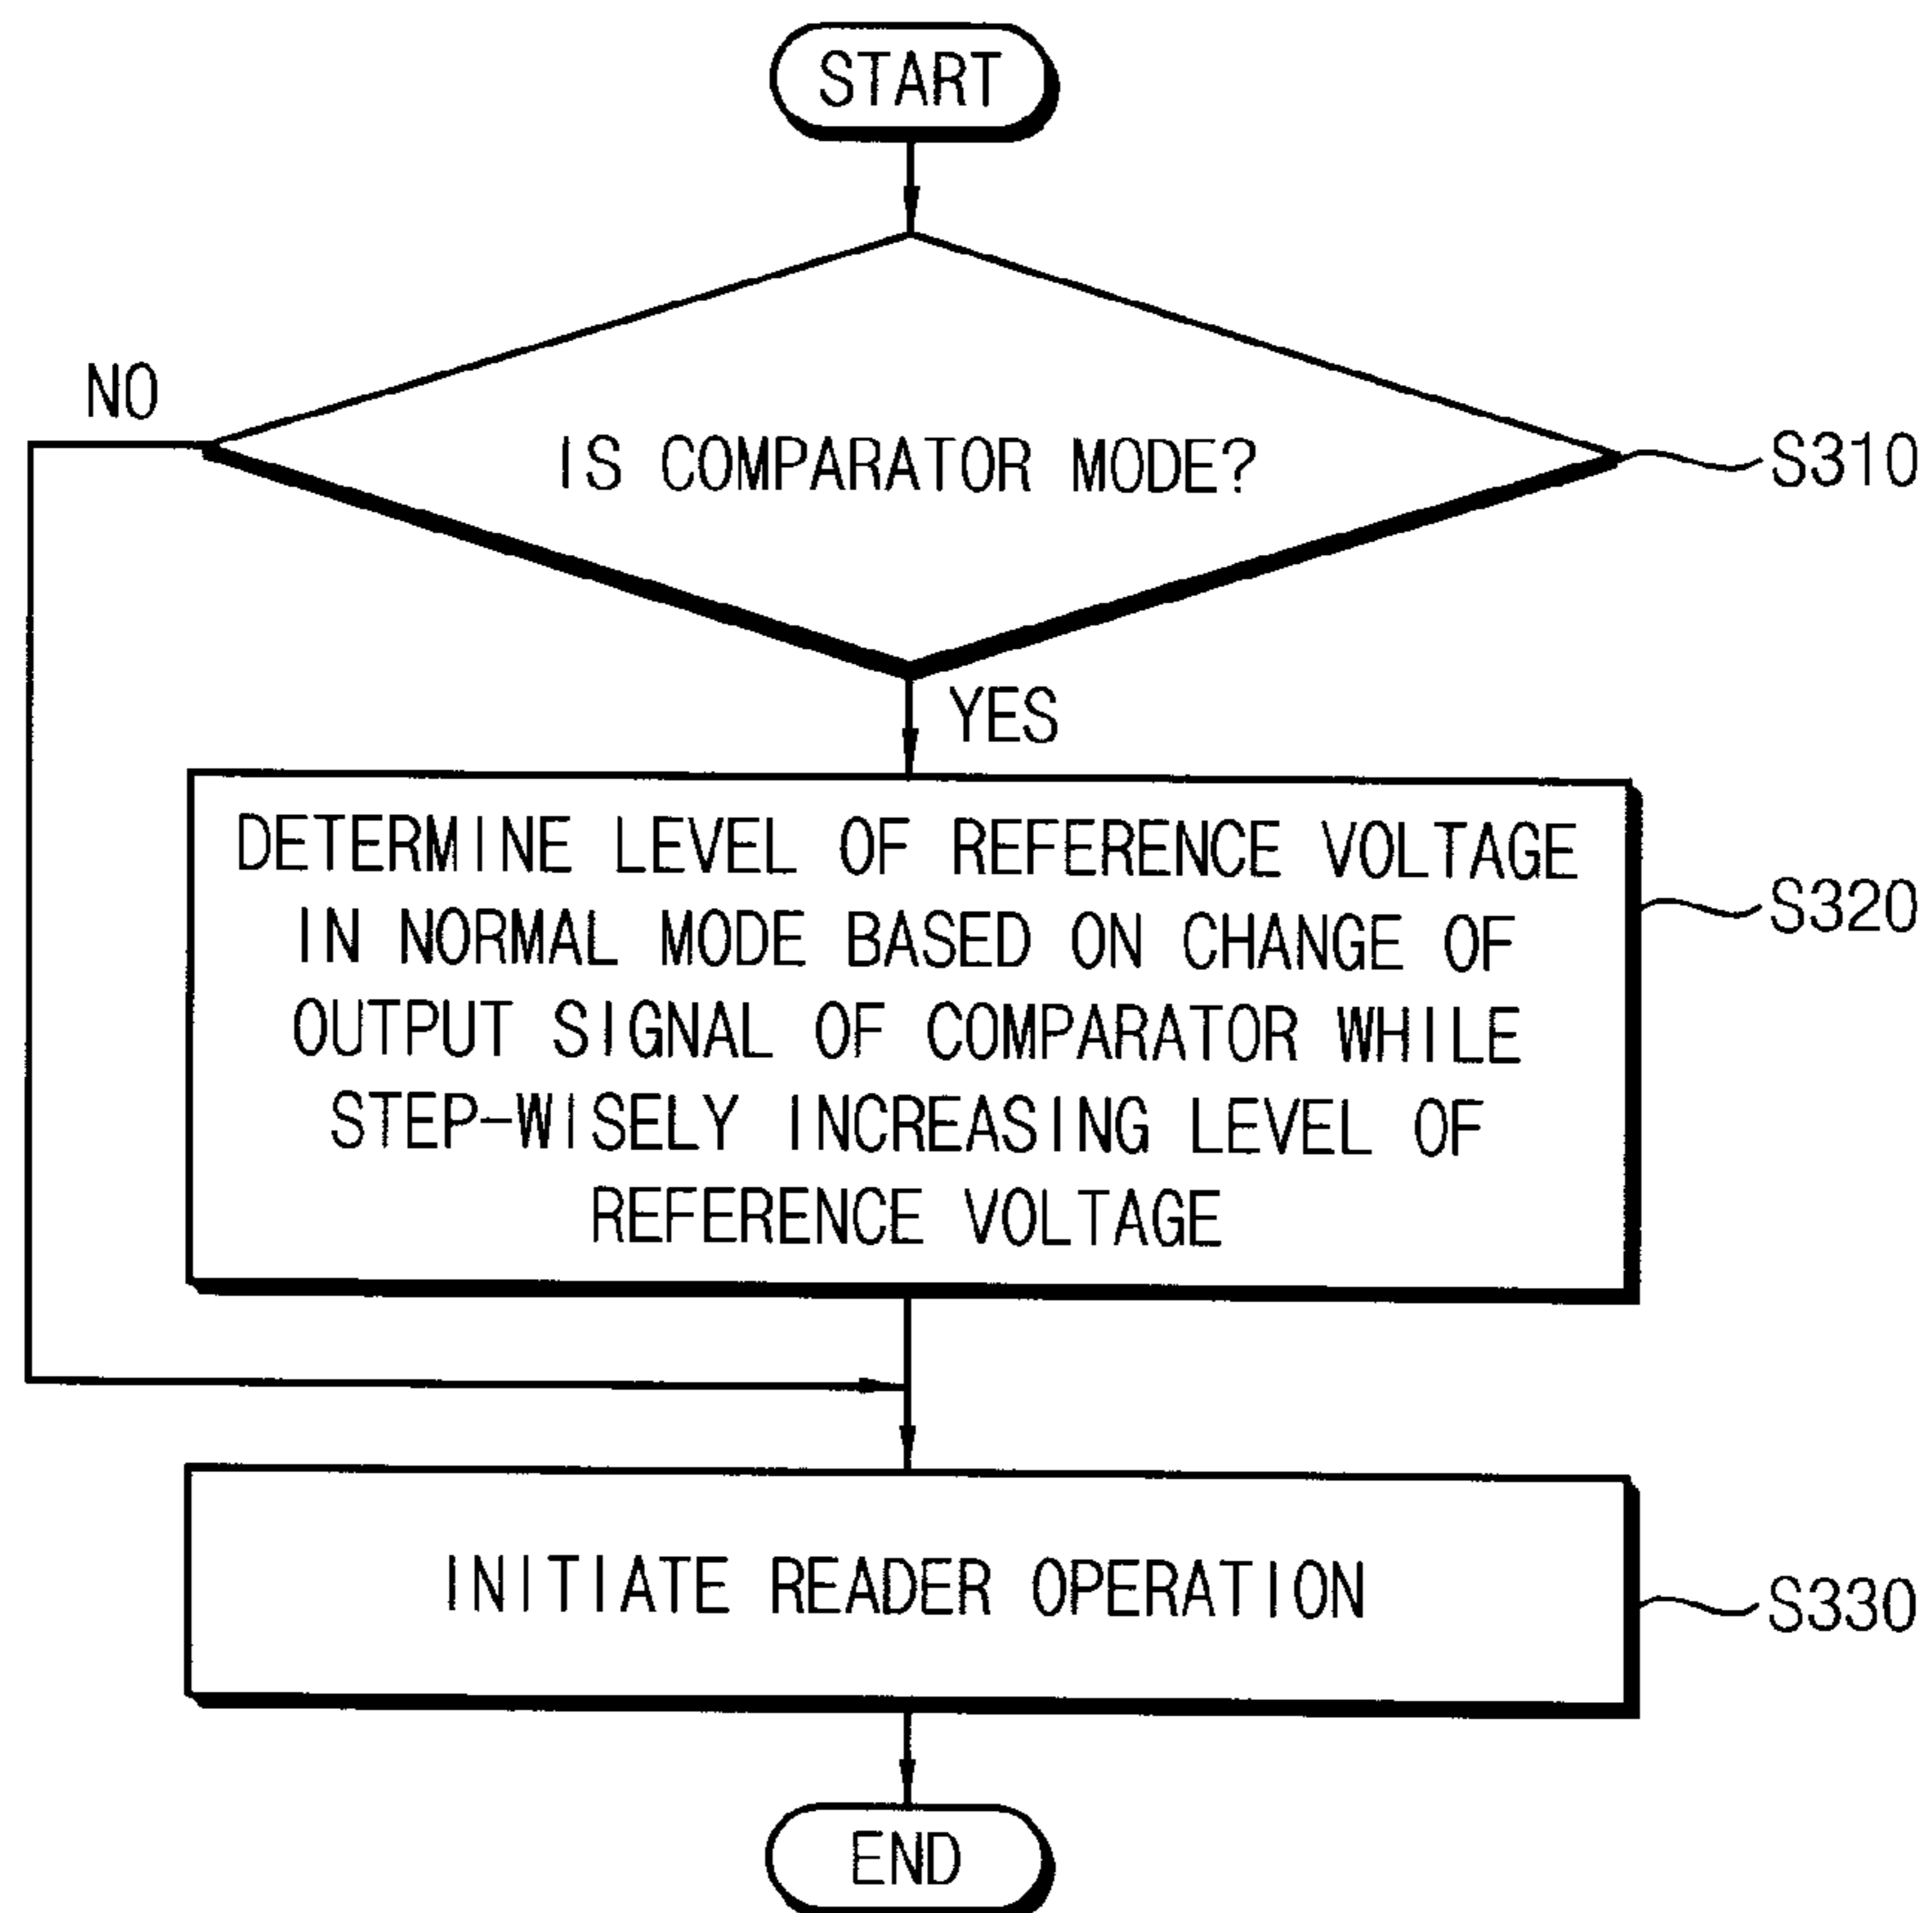 START
NO
IS COMPARATOR MODE?
S310
YES
DETERMINE LEVEL OF REFERENCE VOLTAGE
IN NORMAL MODE BASED ON CHANGE OF
OUTPUT SIGNAL OF COMPARATOR WHILE
STEP-WISELY INCREASING LEVEL OF
REFERENCE VOLTAGE
S320
INITIATE READER OPERATION
S330
END